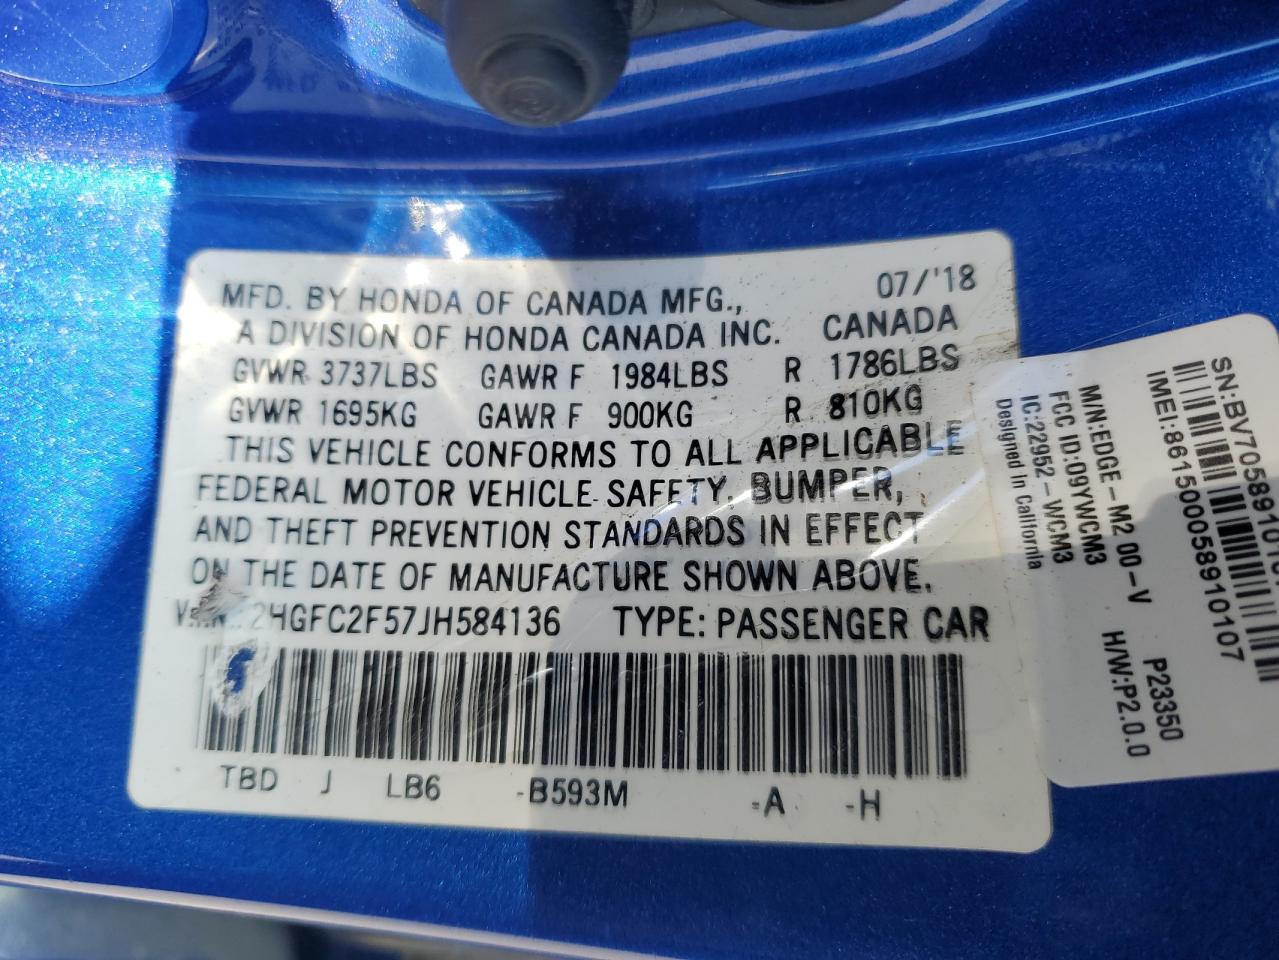 MFD. BY HONDA OF CANADA MFG., 07/'18
A DIVISION OF HONDA CANADA INC. CANADA
GVWR 3737LBS GAWR F 1984LBS R 1786LBS
GVWR 1695KG GAWR F 900KG R 810KG
THIS VEHICLE CONFORMS TO ALL APPLICABLE
FEDERAL MOTOR VEHICLE SAFETY, BUMPER,
AND THEFT PREVENTION STANDARDS IN EFFECT
ON THE DATE OF MANUFACTURE SHOWN ABOVE.
2HGFC2F57JH584136 TYPE: PASSENGER CAR
TBD J LB6 -B593M -A -H
IMEI:861500058910107
M/N:EDGE-M2 00-V P23350
FCC ID:09YWCM3 H/W:P2.0.0
IC:22952-WCM3
Designed In California